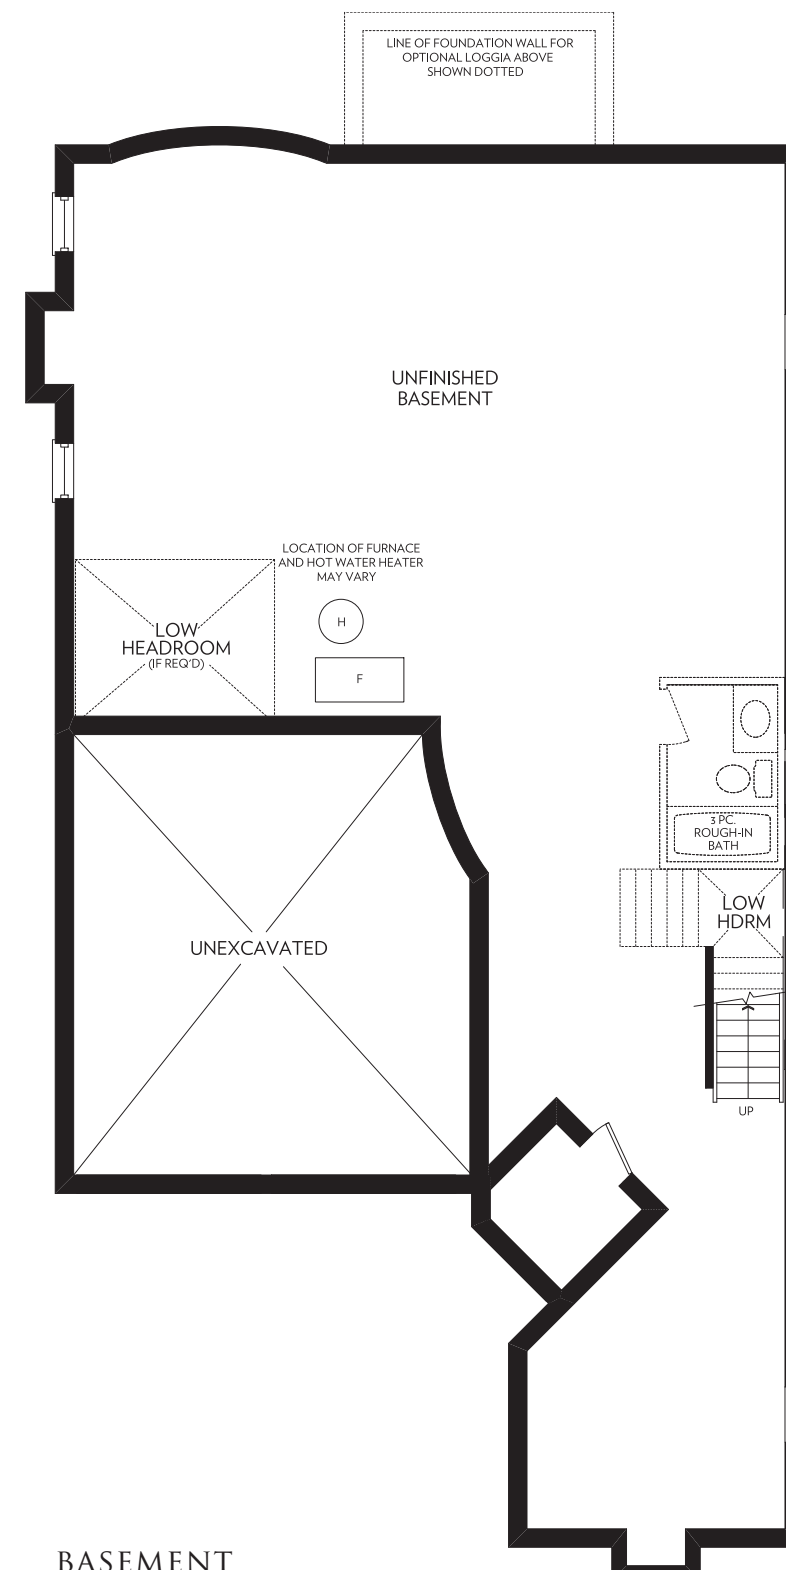 LINE OF FOUNDATION WALL FOR
OPTIONAL LOGGIA ABOVE
SHOWN DOTTED
UNFINISHED
BASEMENT
LOCATION OF FURNACE
AND HOT WATER HEATER
MAY VARY
LOW
HEADROOM
(IF REQ'D)
H
F
3 PC.
ROUGH-IN
BATH
LOW
HDRM
UNEXCAVATED
UP
BASEMENT